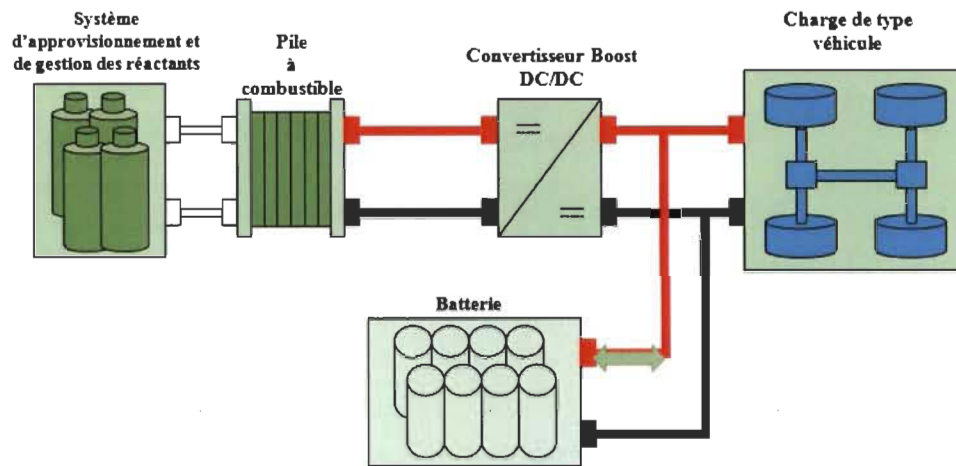 Système
d'approvisionnement et
de gestion des réactants
Pile
à
combustible
Convertisseur Boost
DC/DC
Charge de type
véhicule
Batterie